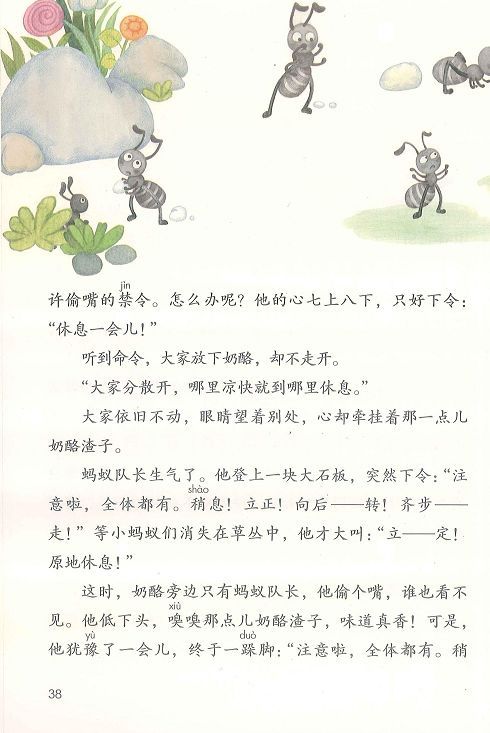 jìn
许偷嘴的禁令。怎么办呢？他的心七上八下，只好下令：
“休息一会儿！”
听到命令，大家放下奶酪，却不走开。
“大家分散开，哪里凉快就到哪里休息。”
大家依旧不动，眼睛望着别处，心却牵挂着那一点儿
奶酪渣子。
蚂蚁队长生气了。他登上一块大石板，突然下令：“注
shào
意啦，全体都有。稍息！立正！向后——转！齐步——
走！”等小蚂蚁们消失在草丛中，他才大叫：“立——定！
原地休息！”
这时，奶酪旁边只有蚂蚁队长，他偷个嘴，谁也看不
xiù
见。他低下头，嗅嗅那点儿奶酪渣子，味道真香！可是，
yù duò
他犹豫了一会儿，终于一跺脚：“注意啦，全体都有。稍
38